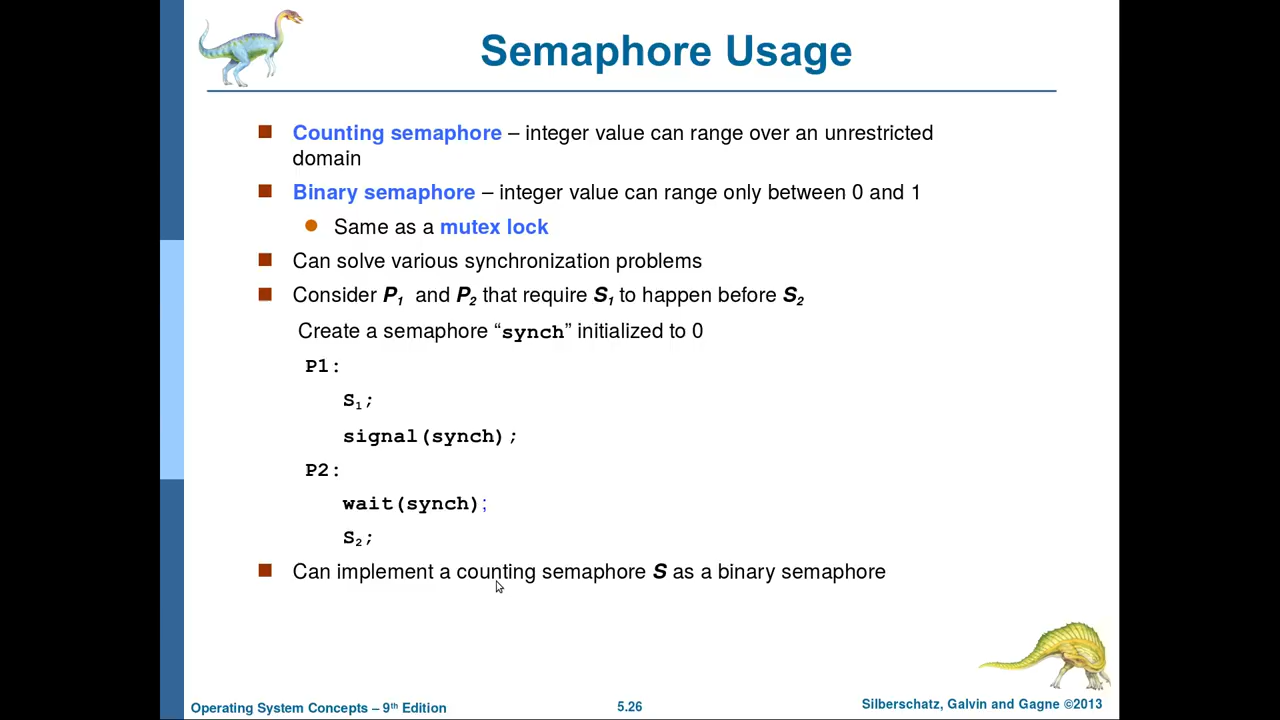 Semaphore Usage
Counting semaphore – integer value can range over an unrestricted
domain
Binary semaphore – integer value can range only between 0 and 1
Same as a mutex lock
Can solve various synchronization problems
Consider P1 and P2 that require S1 to happen before S2
Create a semaphore “synch” initialized to 0
P1:
S1;
signal(synch);
P2:
wait(synch);
S2;
Can implement a counting semaphore S as a binary semaphore
Operating System Concepts – 9th Edition
5.26
Silberschatz, Galvin and Gagne ©2013